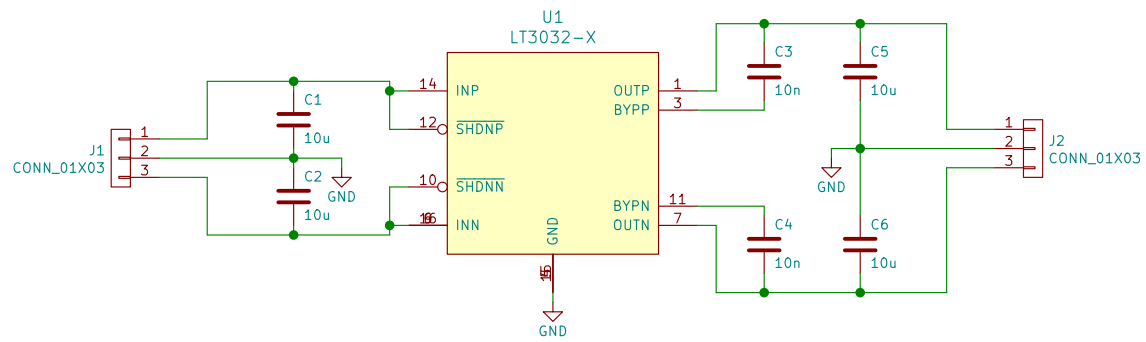 U1
LT3032-X
14
INP
12
SHDNP
10
SHDNN
INN
GND
GND
OUTP
1
BYPP
3
BYPN
11
OUTN
7
J1
CONN_01X03
1
2
3
C1
10u
C2
10u
GND
C3
10n
C5
10u
GND
C4
10n
C6
10u
1
2
3
J2
CONN_01X03